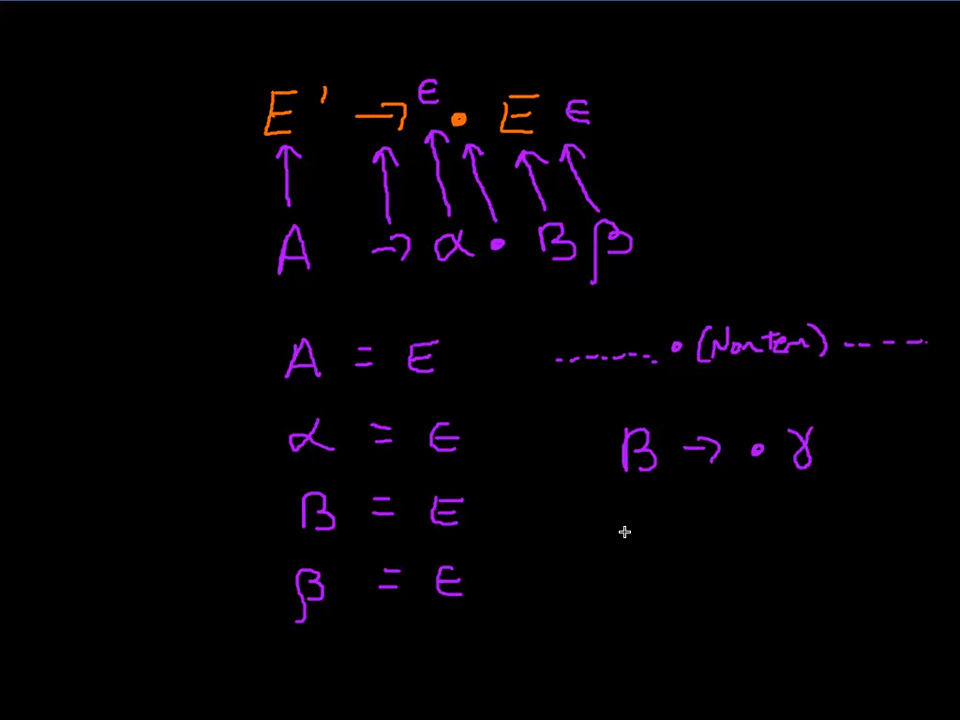 E' → ϵ • E ϵ
A → α • B β
A = E
------- • (Nonterm) ----
α = ϵ
B → • γ
B = E
β = ϵ